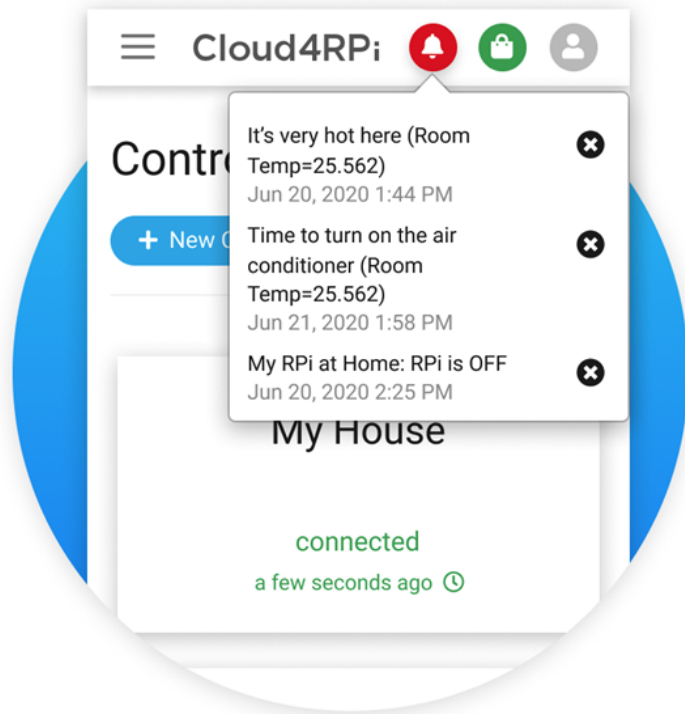 Cloud4RPi
Contr
It’s very hot here (Room
Temp=25.562)
Jun 20, 2020 1:44 PM
+ New
Time to turn on the air
conditioner (Room
Temp=25.562)
Jun 21, 2020 1:58 PM
My RPi at Home: RPi is OFF
Jun 20, 2020 2:25 PM
My House
connected
a few seconds ago